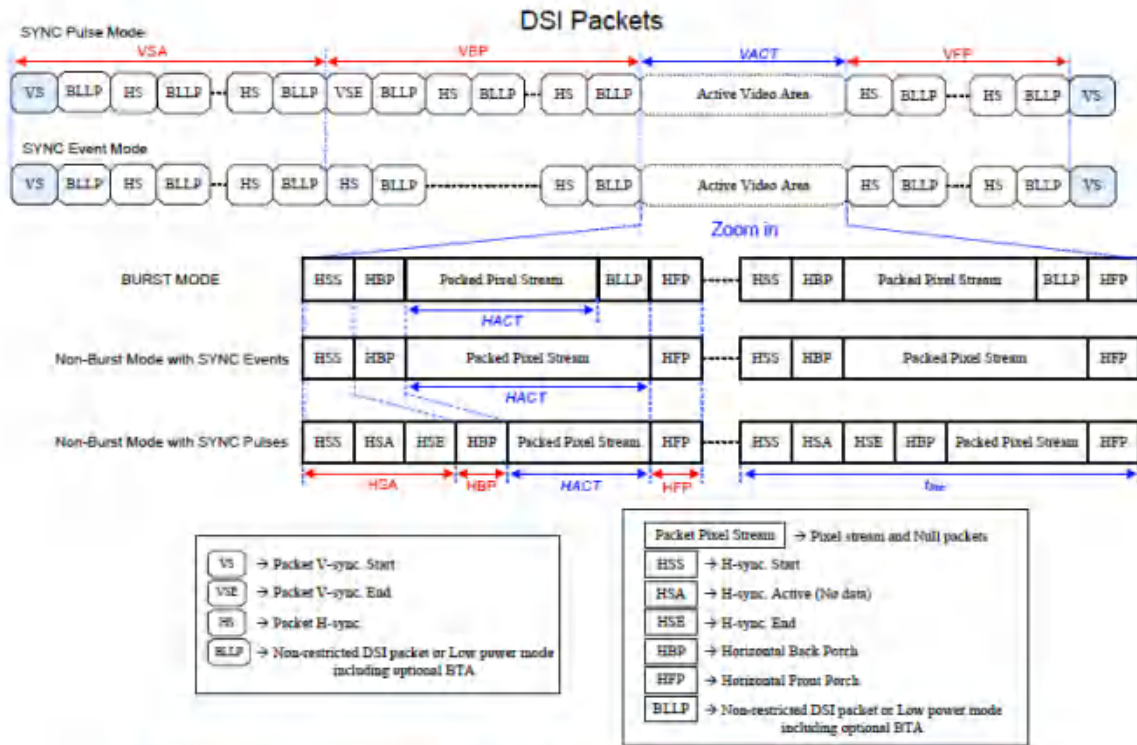 DSI Packets
SYNC Pulse Mode
VSA VBP VACT VFP
VS BLLP HS BLLP HS BLLP VSE BLLP HS BLLP HS BLLP Active Video Area HS BLLP HS BLLP VS
SYNC Event Mode
VS BLLP HS BLLP HS BLLP HS BLLP HS BLLP Active Video Area HS BLLP HS BLLP VS
Zoom in
BURST MODE HSS HBP Packed Pixel Stream BLLP HFP HSS HBP Packed Pixel Stream BLLP HFP
HACT
Non-Burst Mode with SYNC Events HSS HBP Packed Pixel Stream HFP HSS HBP Packed Pixel Stream HFP
HACT
Non-Burst Mode with SYNC Pulses HSS HSA HSE HBP Packed Pixel Stream HFP HSS HSA HSE HBP Packed Pixel Stream HFP
HSA HBP HACT HFP
VS → Packet V-sync. Start
VSE → Packet V-sync. End
HS → Packet H-sync.
BLLP → Non-restricted DSI packet or Low power mode
including optional BTA
Packet Pixel Stream → Pixel stream and Null packets
HSS → H-sync. Start
HSA → H-sync. Active (No data)
HSE → H-sync. End
HBP → Horizontal Back Porch
HFP → Horizontal Front Porch
BLLP → Non-restricted DSI packet or Low power mode
including optional BTA